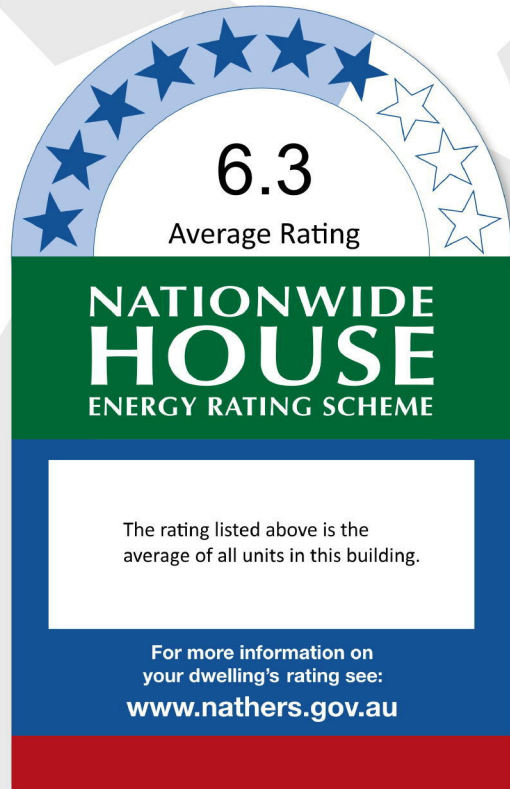 6.3
Average Rating
NATIONWIDE
HOUSE
ENERGY RATING SCHEME
The rating listed above is the
average of all units in this building.
For more information on
your dwelling's rating see:
www.nathers.gov.au